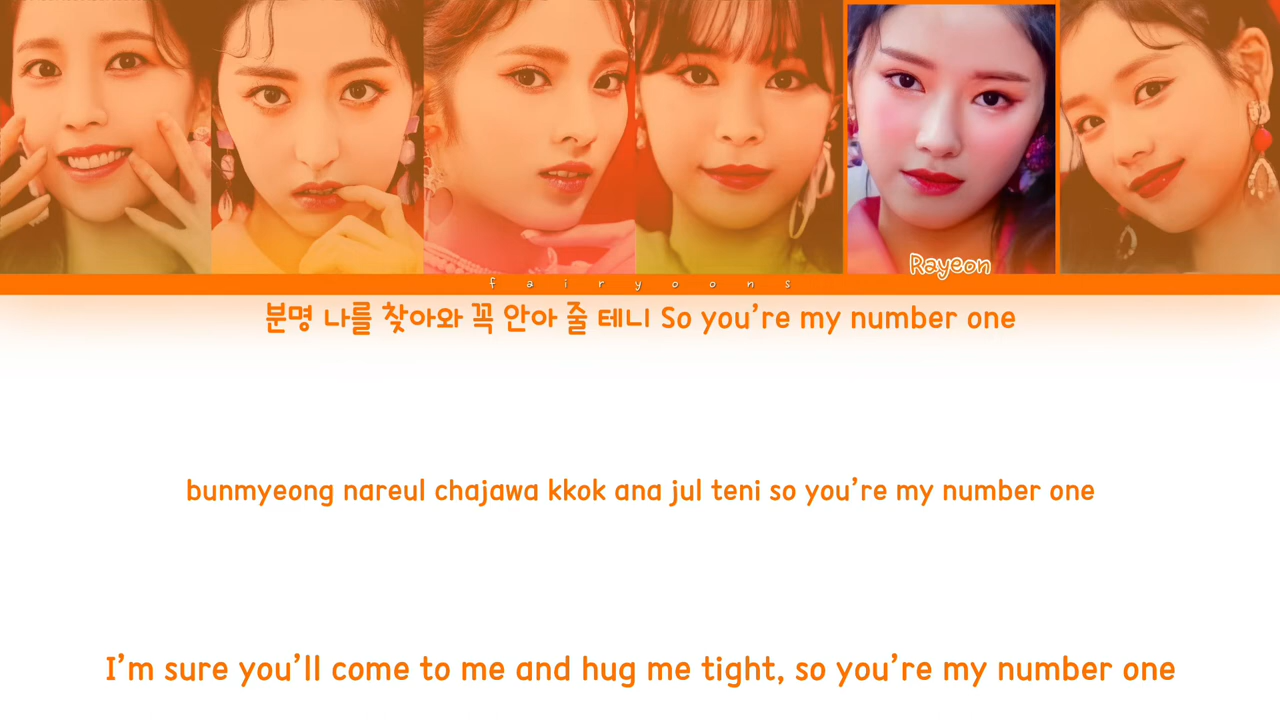 Rayeon
fairyoons
분명 나를 찾아와 꼭 안아 줄 테니 So you're my number one
bunmyeong nareul chajawa kkok ana jul teni so you're my number one
I'm sure you'll come to me and hug me tight, so you're my number one